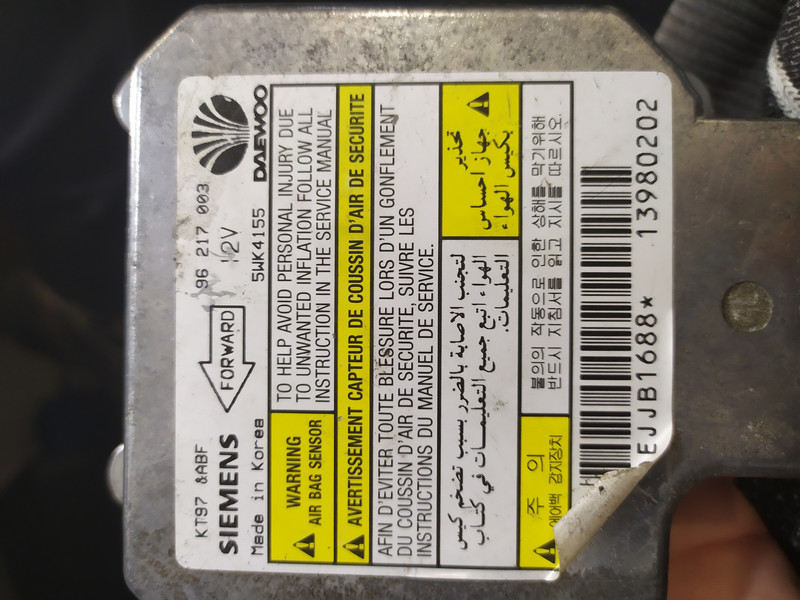 KT97 &ABF
96 217 003
DAEWOO
SIEMENS
FORWARD
12V
Made in Korea
5WK4155
WARNING
AIR BAG SENSOR
TO HELP AVOID PERSONAL INJURY DUE
TO UNWANTED INFLATION FOLLOW ALL
INSTRUCTION IN THE SERVICE MANUAL
AVERTISSEMENT CAPTEUR DE COUSSIN D'AIR DE SECURITE
AFIN D'EVITER TOUTE BLESSURE LORS D'UN GONFLEMENT
DU COUSSIN D'AIR DE SECURITE, SUIVRE LES
INSTRUCTIONS DU MANUEL DE SERVICE.
تحذير
جهاز احساس
بكيس الهواء
لتجنب الاصابة بالضرر بسبب تضخم كيس
الهواء اتبع جميع التعليمات في كتاب
التعليمات.
주 의
에어백 감지장치
불의의 작동으로 인한 상해를 막기위해
반드시 지침서를 읽고 지시를 따르시오
EJJB1688* 13980202